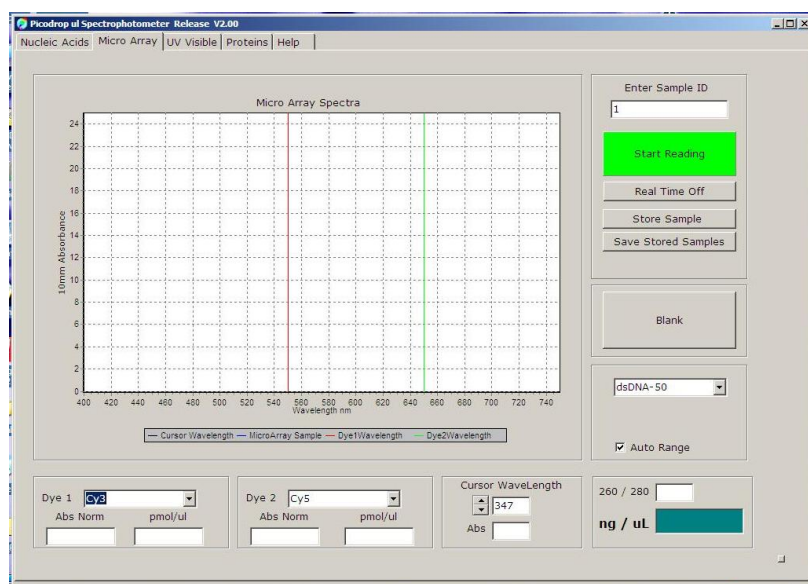 Picodrop ul Spectrophotometer Release V2.00
Nucleic Acids Micro Array UV Visible Proteins Help
Micro Array Spectra
10mm Absorbance
24
22
20
18
16
14
12
10
8
6
4
2
0
400 420 440 460 480 500 520 540 560 580 600 620 640 660 680 700 720 740
Wavelength nm
Cursor Wavelength MicroArray Sample Dye1Wavelength Dye2Wavelength
Enter Sample ID
1
Start Reading
Real Time Off
Store Sample
Save Stored Samples
Blank
dsDNA-50
Auto Range
Dye 1 Cy3
Abs Norm pmol/ul
Dye 2 Cy5
Abs Norm pmol/ul
Cursor WaveLength
347
Abs
260 / 280
ng / uL